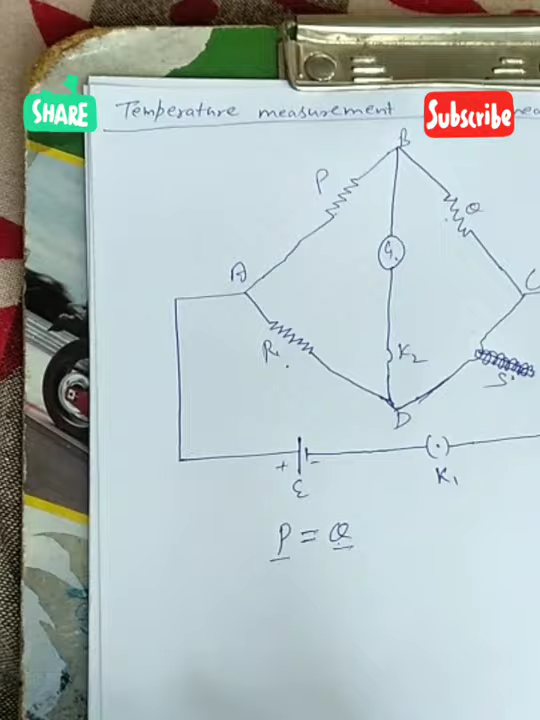 SHARE
Temperature measurement
Subscribe
B
P
Q
G.
A
C
R.
K2
S.
D
+ -
K1
ε
P = Q